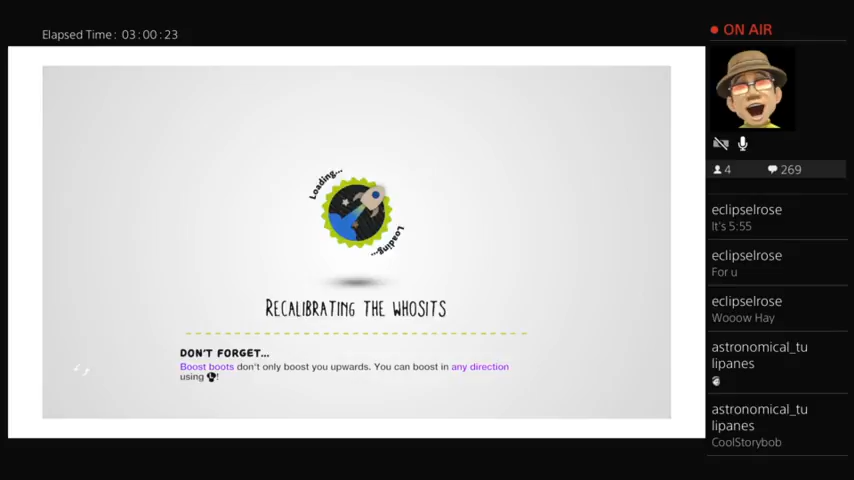 Elapsed Time: 03:00:23
ON AIR
Loading...
Loading...
RECALIBRATING THE WHOSITS
DON'T FORGET...
Boost boots don't only boost you upwards. You can boost in any direction
using !
4 269
eclipselrose
It's 5:55
eclipselrose
For u
eclipselrose
Wooow Hay
astronomical_tu
lipanes
astronomical_tu
lipanes
CoolStorybob